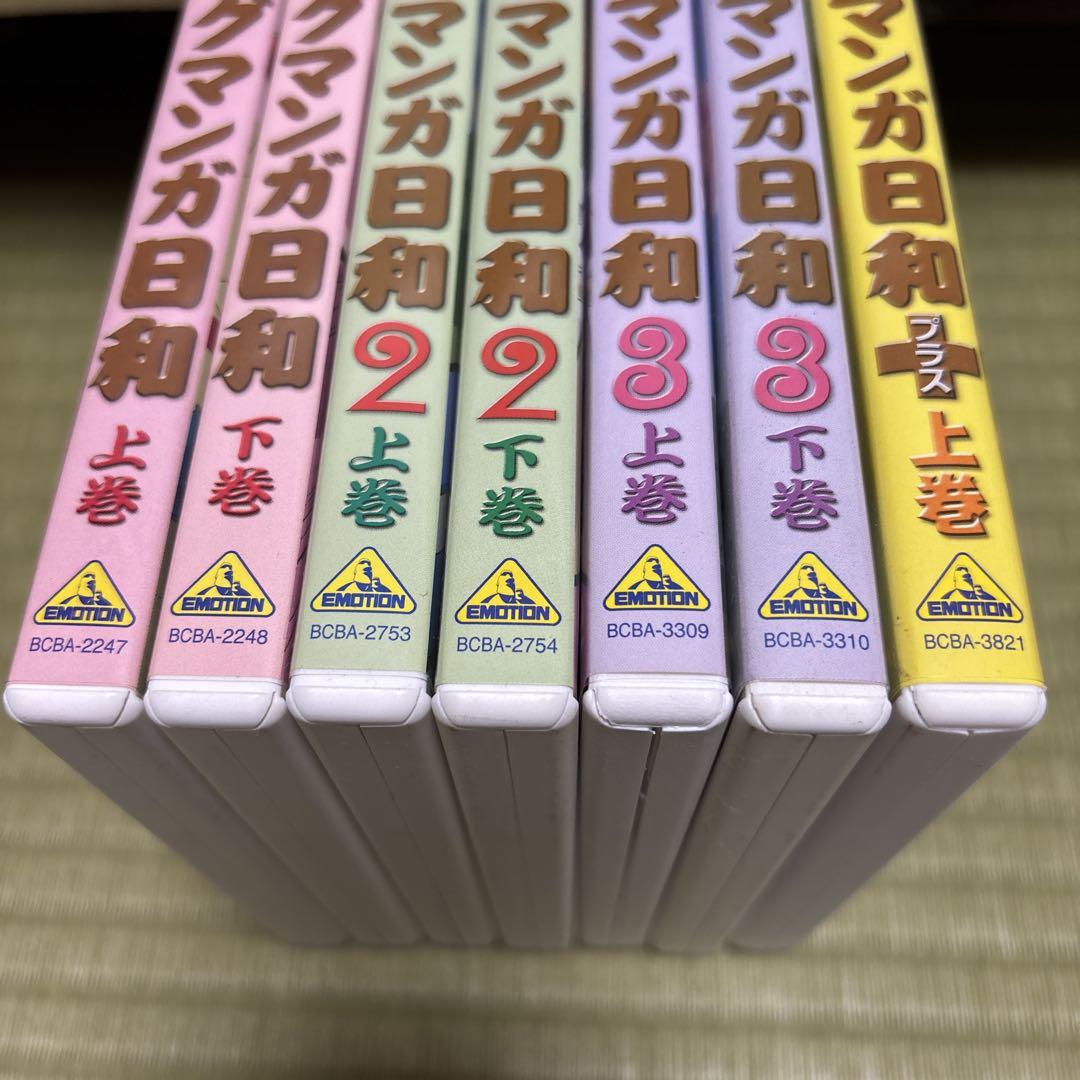 グマンガ日和
上巻
EMOTION
BCBA-2247
グマンガ日和
下巻
EMOTION
BCBA-2248
マンガ日和
2
上巻
EMOTION
BCBA-2753
マンガ日和
2
下巻
EMOTION
BCBA-2754
マンガ日和
3
上巻
EMOTION
BCBA-3309
マンガ日和
3
下巻
EMOTION
BCBA-3310
マンガ日和
プラス
上巻
EMOTION
BCBA-3821